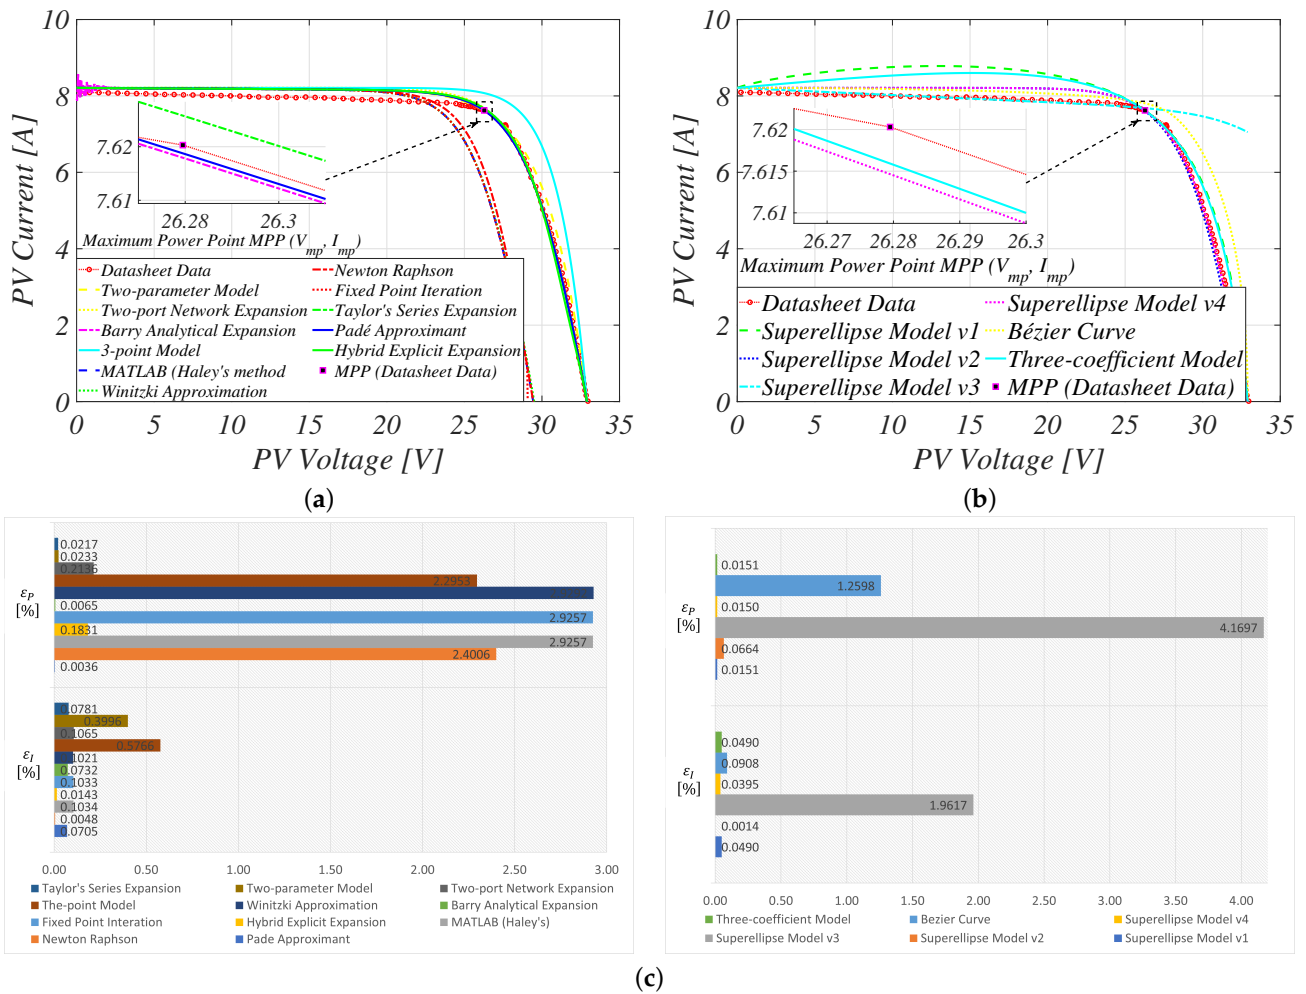 10
8
6
4
2
0
PV Current [A]
7.62
7.61
26.28
26.3
Maximum Power Point MPP (Vmp, Imp)
Datasheet Data
Two-parameter Model
Two-port Network Expansion
Barry Analytical Expansion
3-point Model
MATLAB (Haley's method
Winitzki Approximation
Newton Raphson
Fixed Point Iteration
Taylor's Series Expansion
Padé Approximant
Hybrid Explicit Expansion
MPP (Datasheet Data)
0 5 10 15 20 25 30 35
PV Voltage [V]
(a)
10
8
6
4
2
0
PV Current [A]
7.62
7.615
7.61
26.27 26.28 26.29 26.3
Maximum Power Point MPP (Vmp, Imp)
Datasheet Data
Superellipse Model v1
Superellipse Model v2
Superellipse Model v3
Superellipse Model v4
Bézier Curve
Three-coefficient Model
MPP (Datasheet Data)
0 5 10 15 20 25 30 35
PV Voltage [V]
(b)
εP
[%]
0.0217
0.0233
0.2136
2.2953
0.0065
2.9257
0.1831
2.9257
2.4006
0.0036
εI
[%]
0.0781
0.3996
0.1065
0.5766
0.1021
0.0732
0.1033
0.0143
0.1034
0.0048
0.0705
0.00 0.50 1.00 1.50 2.00 2.50 3.00
Taylor's Series Expansion Two-parameter Model Two-port Network Expansion
The-point Model Winitzki Approximation Barry Analytical Expansion
Fixed Point Interation Hybrid Explicit Expansion MATLAB (Haley's)
Newton Raphson Pade Approximant
εP
[%]
0.0151
1.2598
0.0150
4.1697
0.0664
0.0151
εI
[%]
0.0490
0.0908
0.0395
1.9617
0.0014
0.0490
0.00 1.00 2.00 3.00 4.00
Three-coefficient Model Bezier Curve Superellipse Model v4
Superellipse Model v3 Superellipse Model v2 Superellipse Model v1
(c)